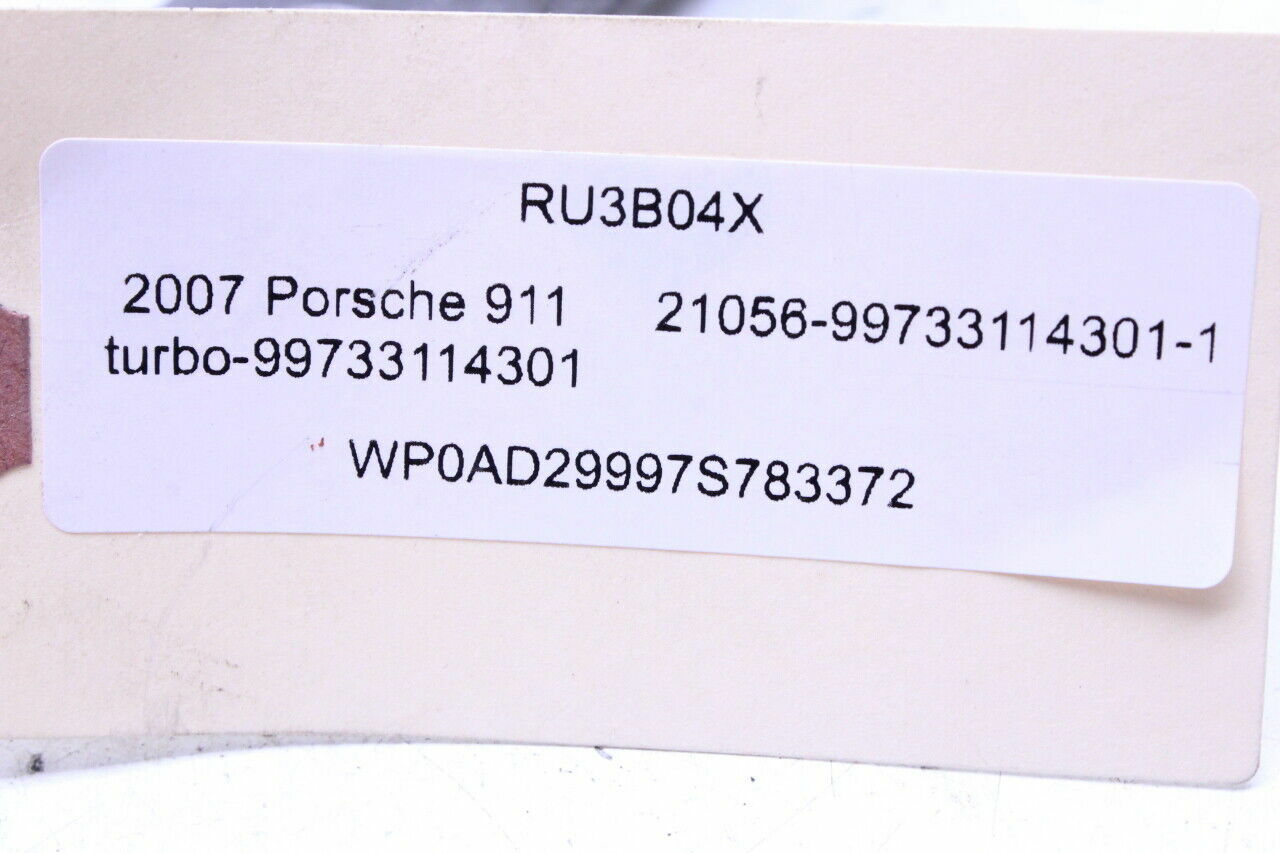 RU3B04X
2007 Porsche 911 21056-99733114301-1
turbo-99733114301
WP0AD29997S783372